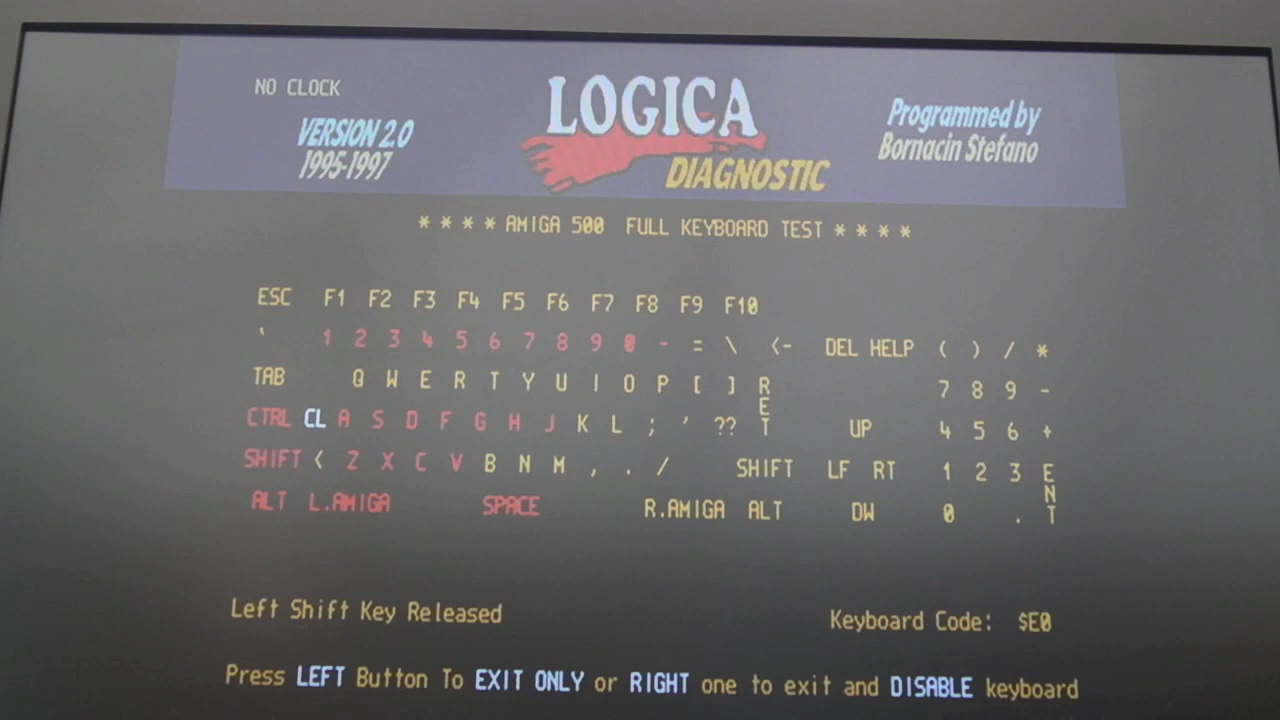 NO CLOCK
VERSION 2.0
1995-1997
LOGICA
DIAGNOSTIC
Programmed by
Bornacin Stefano
* * * * AMIGA 500 FULL KEYBOARD TEST * * * *
ESC F1 F2 F3 F4 F5 F6 F7 F8 F9 F10
‘ 1 2 3 4 5 6 7 8 9 0 - = \ <- DEL HELP ( ) / *
TAB Q W E R T Y U I O P [ ] RET 7 8 9 -
CTRL CL A S D F G H J K L ; ' ?? UP 4 5 6 +
SHIFT < Z X C V B N M , . / SHIFT LF RT 1 2 3 ENT
ALT L.AMIGA SPACE R.AMIGA ALT DW 0 .
Left Shift Key Released Keyboard Code: $E0
Press LEFT Button To EXIT ONLY or RIGHT one to exit and DISABLE keyboard